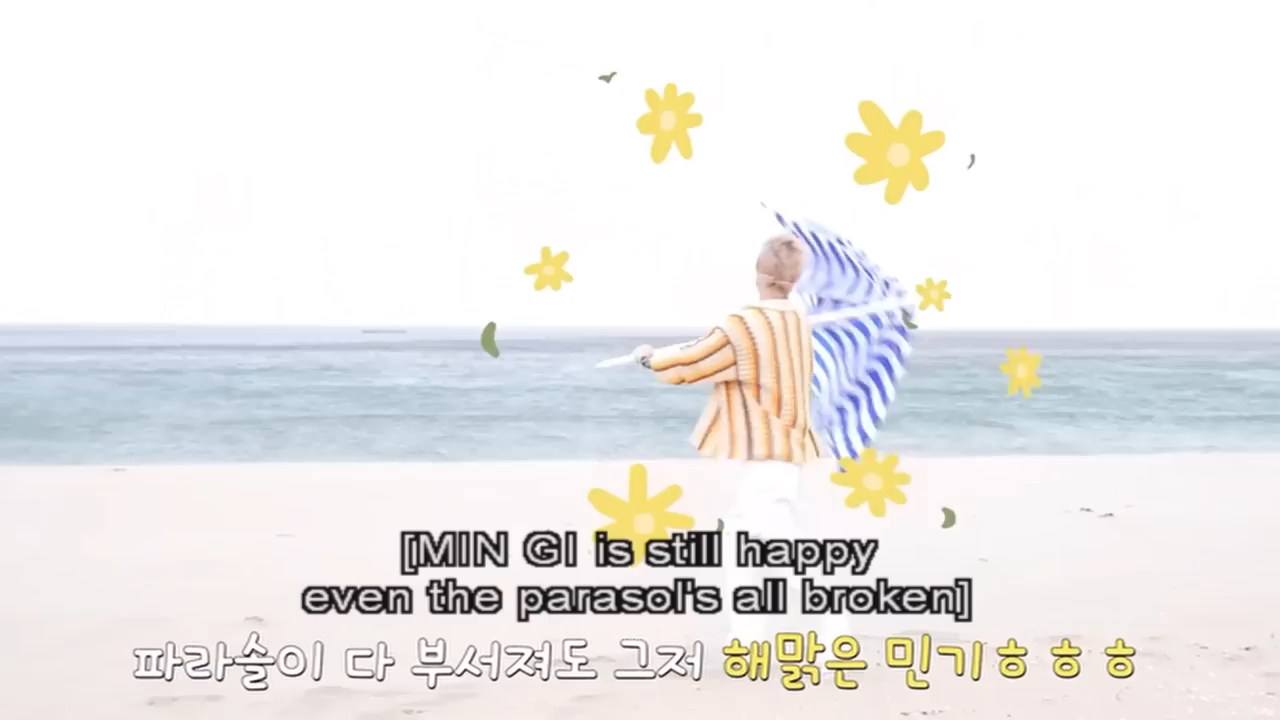 [MIN GI is still happy
even the parasol's all broken]
파라솔이 다 부서져도 그저 해맑은 민기ㅎㅎㅎ